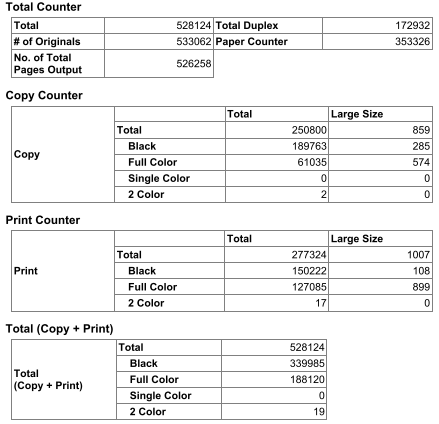 Total Counter
Total 528124 Total Duplex 172932
# of Originals 533062 Paper Counter 353326
No. of Total
Pages Output 526258
Copy Counter
Total Large Size
Copy
Total 250800 859
Black 189763 285
Full Color 61035 574
Single Color 0 0
2 Color 2 0
Print Counter
Total Large Size
Print
Total 277324 1007
Black 150222 108
Full Color 127085 899
2 Color 17 0
Total (Copy + Print)
Total
(Copy + Print)
Total 528124
Black 339985
Full Color 188120
Single Color 0
2 Color 19